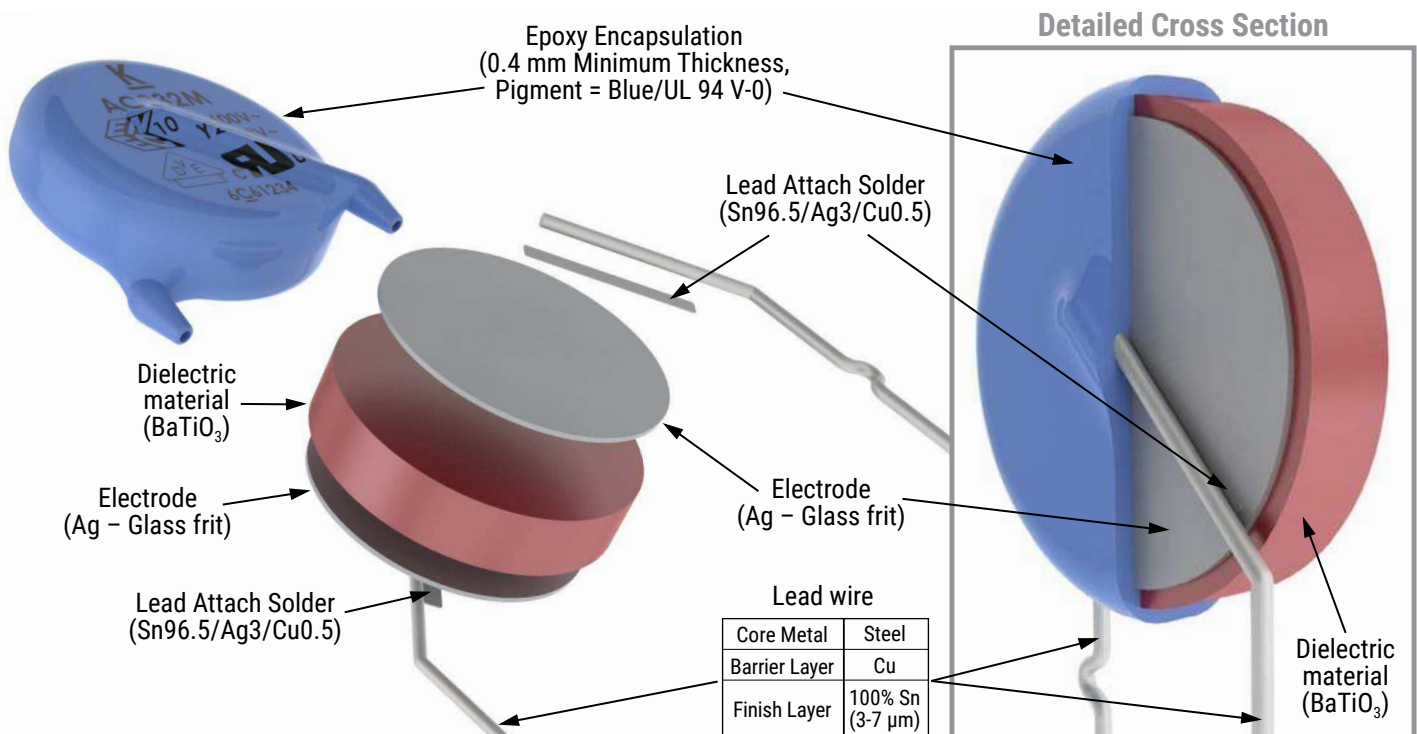 Detailed Cross Section
Epoxy Encapsulation
(0.4 mm Minimum Thickness,
Pigment = Blue/UL 94 V-0)
K
10
6C61234
Lead Attach Solder
(Sn96.5/Ag3/Cu0.5)
Dielectric
material
(BaTiO₃)
Electrode
(Ag – Glass frit)
Electrode
(Ag – Glass frit)
Lead Attach Solder
(Sn96.5/Ag3/Cu0.5)
Lead wire
Core Metal Steel
Barrier Layer Cu
Finish Layer 100% Sn
(3-7 µm)
Dielectric
material
(BaTiO₃)